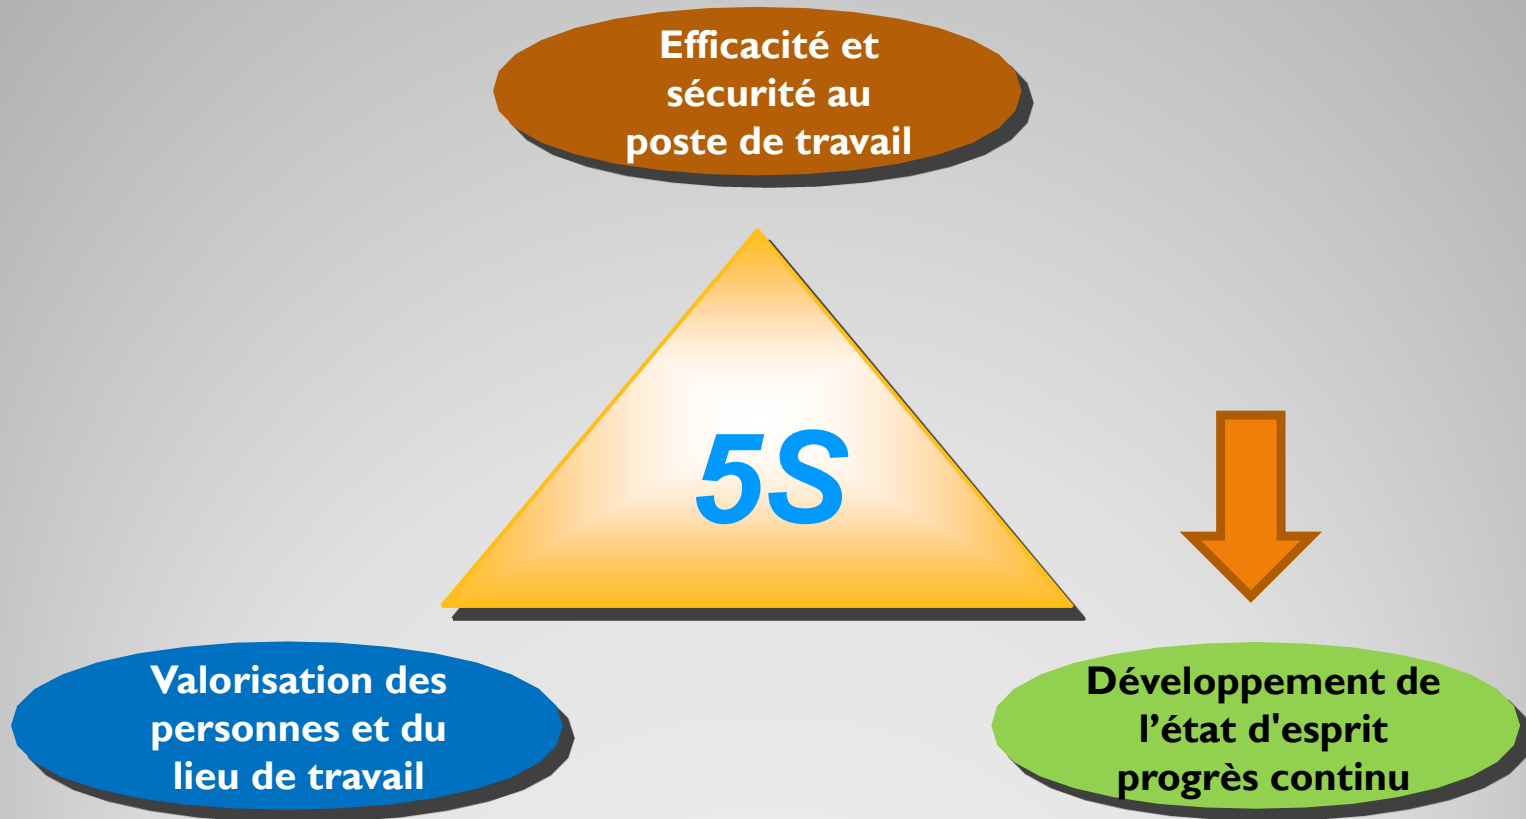 Efficacité et
sécurité au
poste de travail
5S
Valorisation des
personnes et du
lieu de travail
Développement de
l’état d'esprit
progrès continu